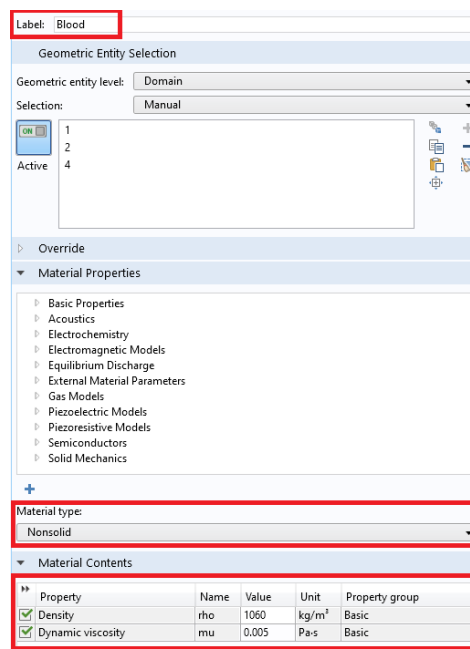 Label: Blood
Geometric Entity Selection
Geometric entity level: Domain
Selection: Manual
ON
1
2
Active 4
Override
Material Properties
Basic Properties
Acoustics
Electrochemistry
Electromagnetic Models
Equilibrium Discharge
External Material Parameters
Gas Models
Piezoelectric Models
Piezoresistive Models
Semiconductors
Solid Mechanics
Material type:
Nonsolid
Material Contents
Property Name Value Unit Property group
Density rho 1060 kg/m³ Basic
Dynamic viscosity mu 0.005 Pa·s Basic